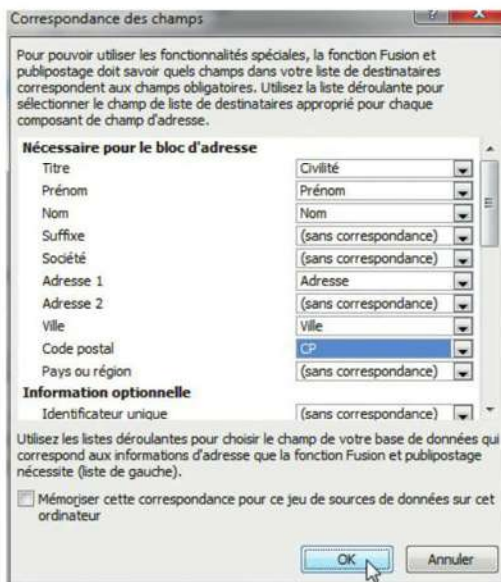 Correspondance des champs
Pour pouvoir utiliser les fonctionnalités spéciales, la fonction Fusion et
publipostage doit savoir quels champs dans votre liste de destinataires
correspondent aux champs obligatoires. Utilisez la liste déroulante pour
sélectionner le champ de liste de destinataires approprié pour chaque
composant de champ d'adresse.
Nécessaire pour le bloc d'adresse
Titre Civilité
Prénom Prénom
Nom Nom
Suffixe (sans correspondance)
Société (sans correspondance)
Adresse 1 Adresse
Adresse 2 (sans correspondance)
Ville Ville
Code postal CP
Pays ou région (sans correspondance)
Information optionnelle
Identificateur unique (sans correspondance)
Utilisez les listes déroulantes pour choisir le champ de votre base de données qui
correspond aux informations d'adresse que la fonction Fusion et publipostage
nécessite (liste de gauche).
Mémoriser cette correspondance pour ce jeu de sources de données sur cet
ordinateur
OK Annuler